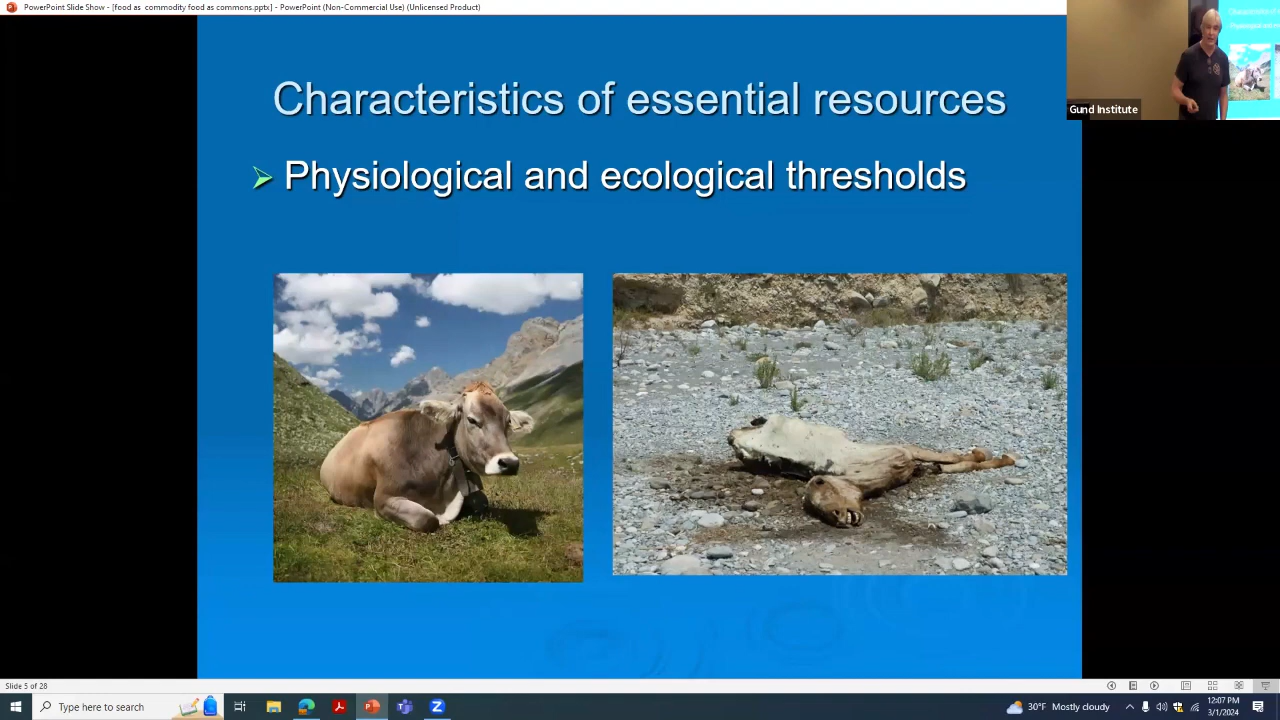 PowerPoint Slide Show - [food as  commodity food as commons.pptx] - PowerPoint (Non-Commercial Use) (Unlicensed Product)
Gund Institute
Characteristics of essential resources
Physiological and ecological thresholds
Slide 5 of 28
Type here to search
30°F Mostly cloudy
12:07 PM
3/1/2024